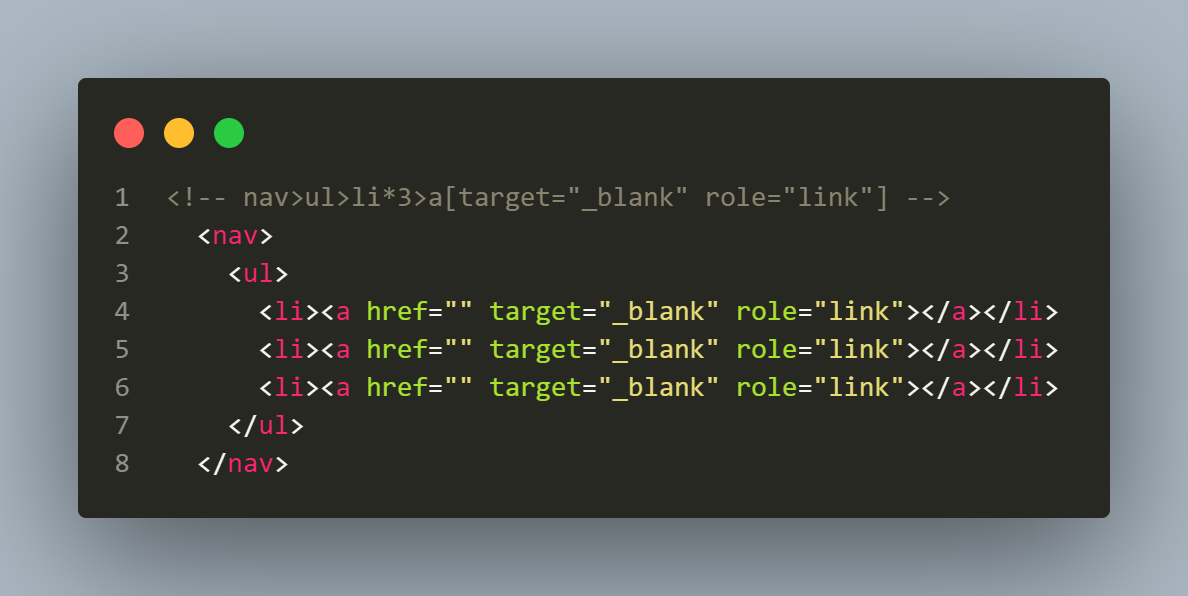 1 <!-- nav>ul>li*3>a[target="_blank" role="link"] -->
2   <nav>
3     <ul>
4       <li><a href="" target="_blank" role="link"></a></li>
5       <li><a href="" target="_blank" role="link"></a></li>
6       <li><a href="" target="_blank" role="link"></a></li>
7     </ul>
8   </nav>